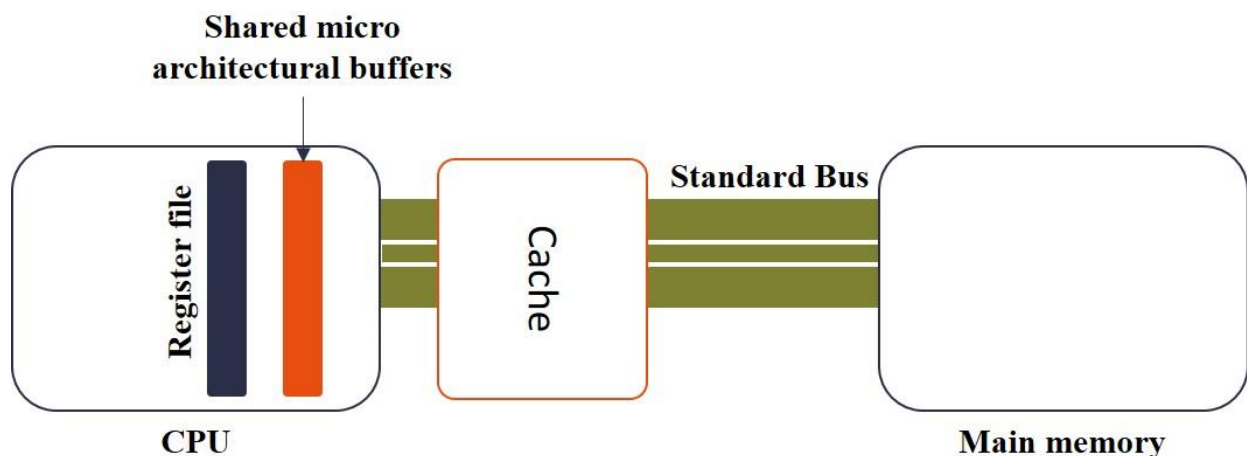 Shared micro
architectural buffers
Standard Bus
Register file
Cache
CPU
Main memory